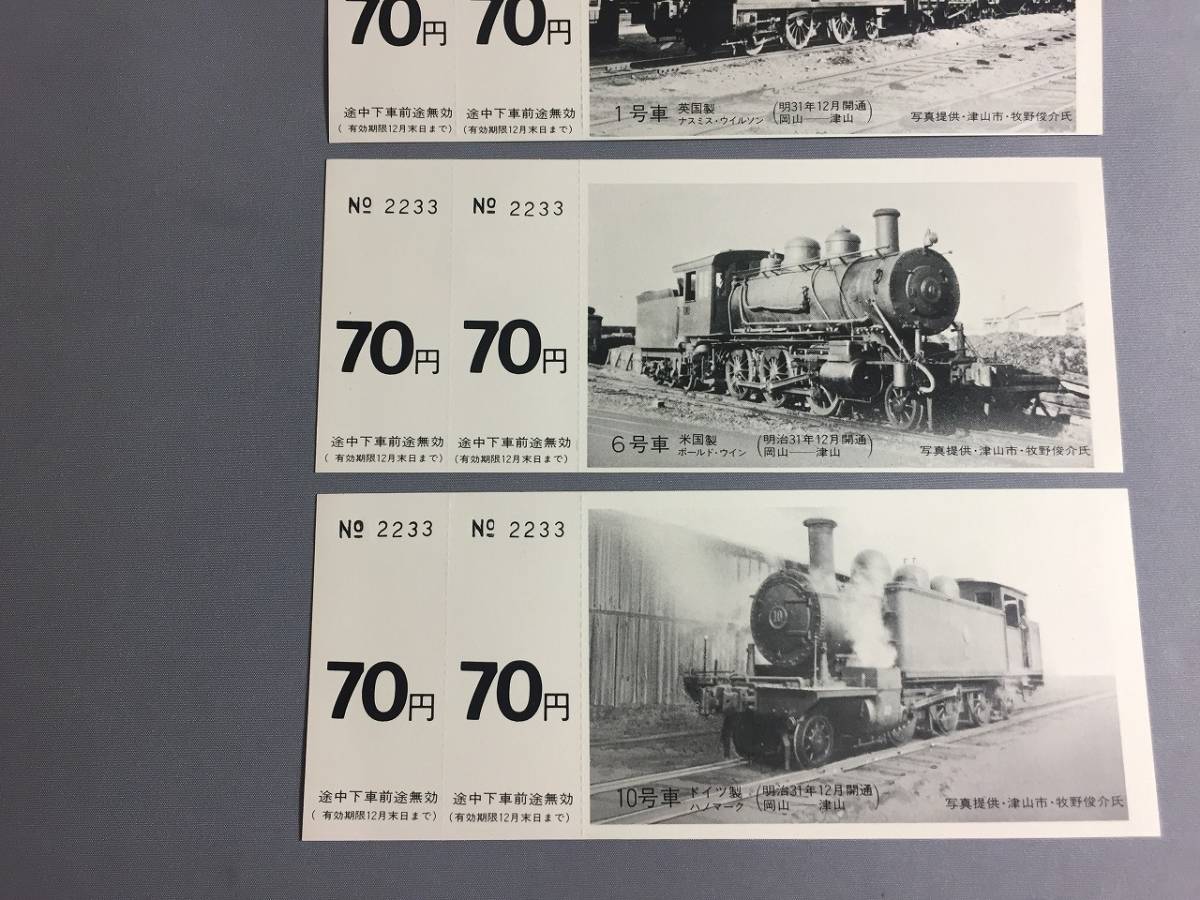 70円 70円
途中下車前途無効 途中下車前途無効
(有効期限12月末日まで) (有効期限12月末日まで)
1号車 英国製 (明31年12月開通)
ナスミス・ウイルソン 岡山——津山
写真提供・津山市・牧野俊介氏
№ 2233 № 2233
70円 70円
途中下車前途無効 途中下車前途無効
(有効期限12月末日まで) (有効期限12月末日まで)
6号車 米国製 (明治31年12月開通)
ボールド・ウイン 岡山——津山
写真提供・津山市・牧野俊介氏
№ 2233 № 2233
70円 70円
途中下車前途無効 途中下車前途無効
(有効期限12月末日まで) (有効期限12月末日まで)
10
10号車 ドイツ製 (明治31年12月開通)
ハノマーク 岡山——津山
写真提供・津山市・牧野俊介氏